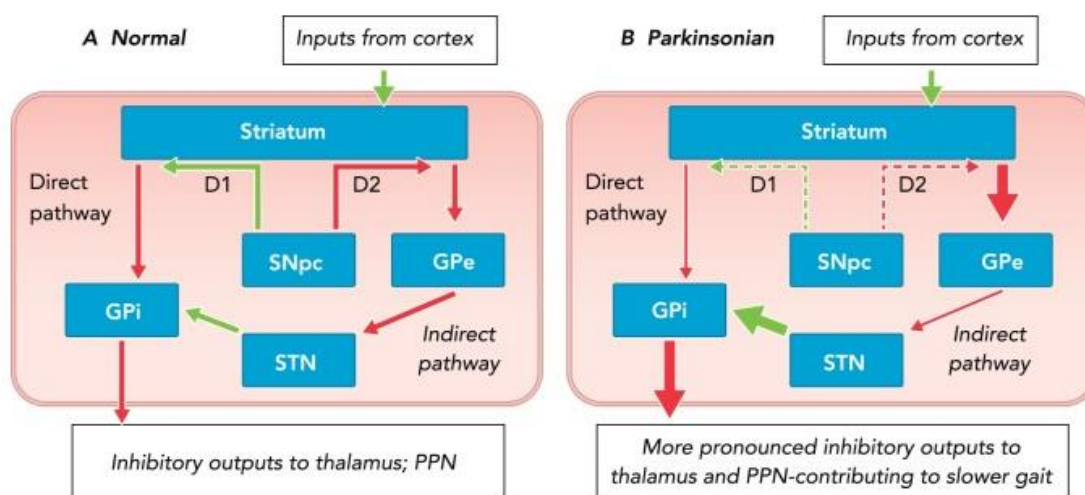 A Normal
Inputs from cortex
Striatum
Direct
pathway
D1
D2
SNpc
GPe
GPi
STN
Indirect
pathway
Inhibitory outputs to thalamus; PPN
B Parkinsonian
Inputs from cortex
Striatum
Direct
pathway
D1
D2
SNpc
GPe
GPi
STN
Indirect
pathway
More pronounced inhibitory outputs to
thalamus and PPN-contributing to slower gait